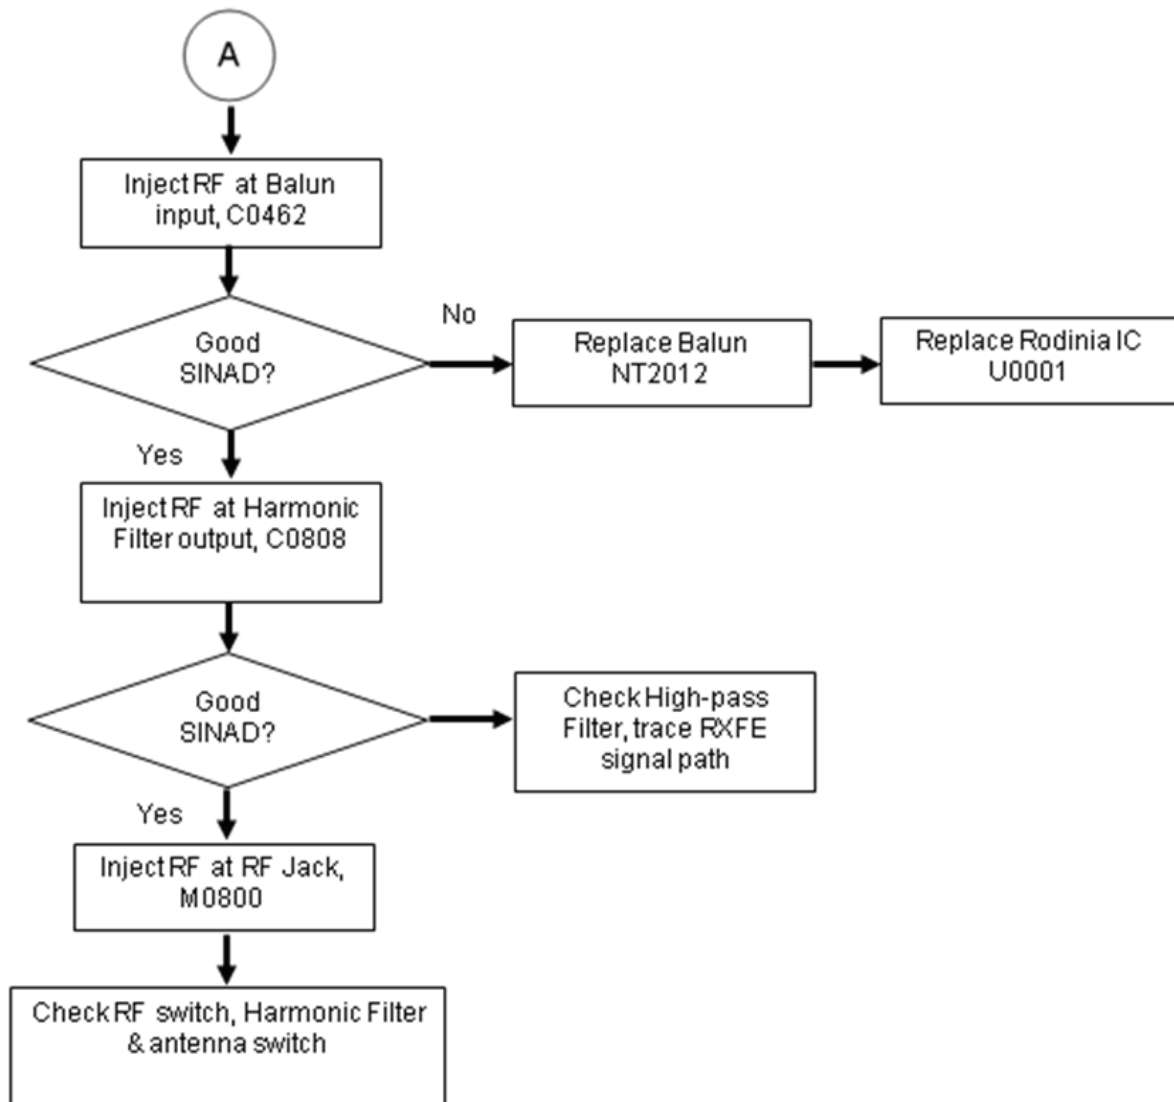 A
Inject RF at Balun
input, C0462
Good
SINAD?
No
Replace Balun
NT2012
Replace Rodinia IC
U0001
Yes
Inject RF at Harmonic
Filter output, C0808
Good
SINAD?
Check High-pass
Filter, trace RXFE
signal path
Yes
Inject RF at RF Jack,
M0800
Check RF switch, Harmonic Filter
& antenna switch